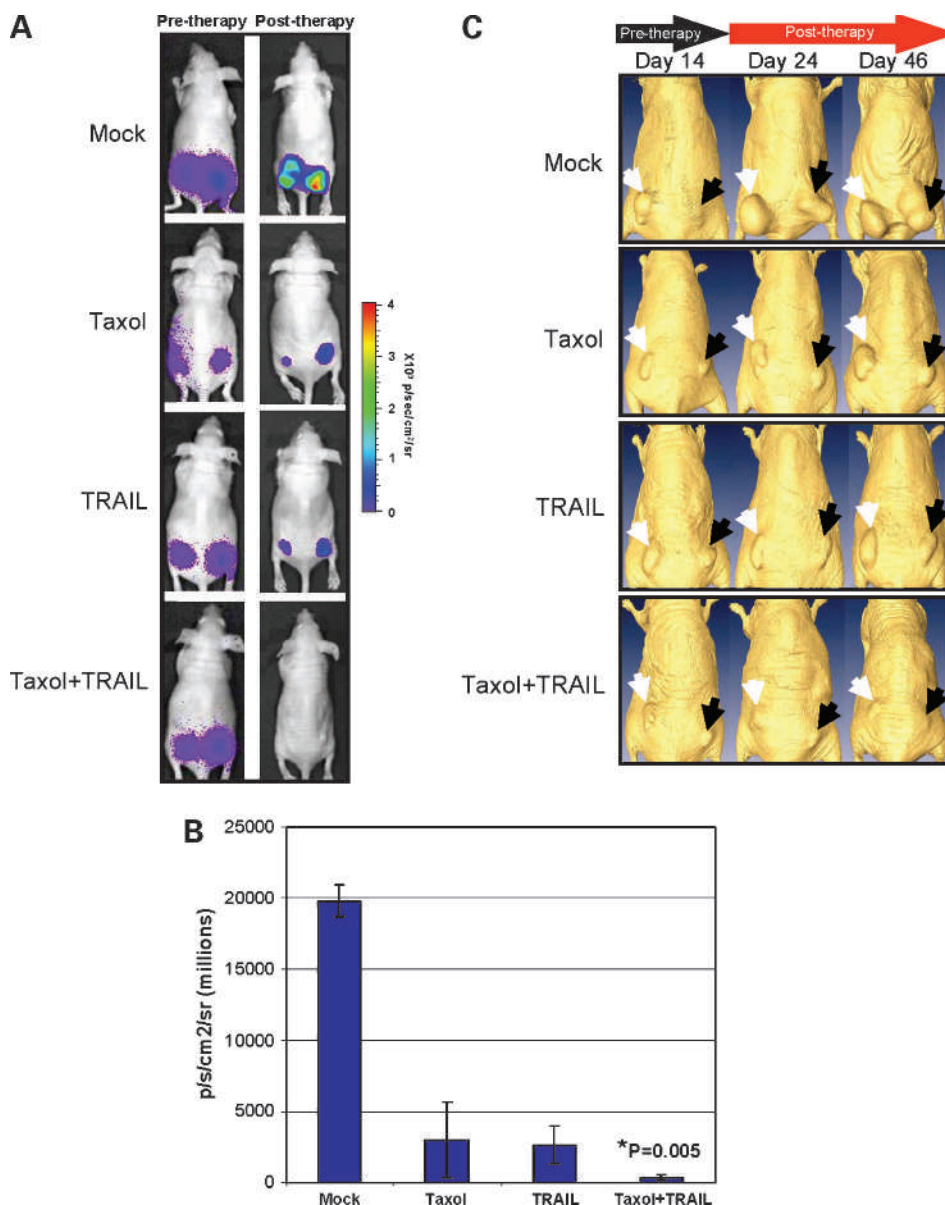 A
Pre-therapy Post-therapy
Mock
Taxol
TRAIL
Taxol+TRAIL
4
3
2
1
0
X10³ p/sec/cm²/sr
C
Pre-therapy Post-therapy
Day 14 Day 24 Day 46
Mock
Taxol
TRAIL
Taxol+TRAIL
B
25000
20000
15000
10000
5000
0
p/s/cm2/sr (millions)
*P=0.005
Mock Taxol TRAIL Taxol+TRAIL